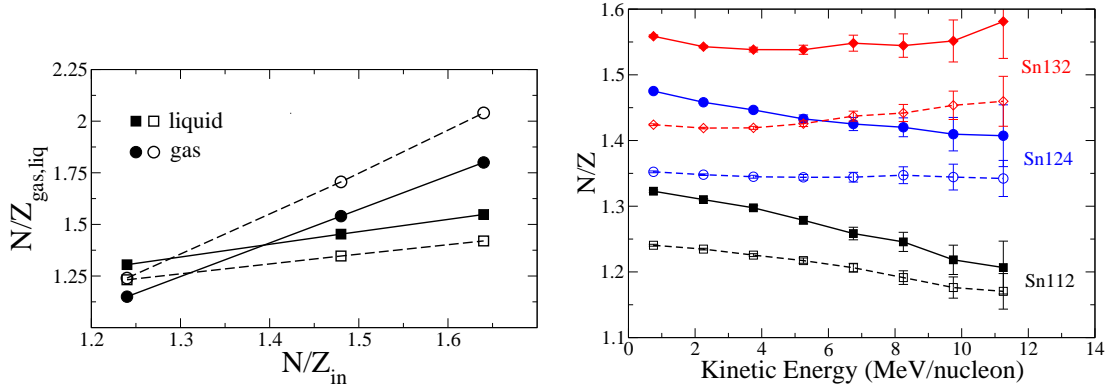 2.25
2
1.75
1.5
1.25
1.2
1.3
1.4
1.5
1.6
N/Z_gas,liq
N/Z_in
liquid
gas
1.6
1.5
1.4
1.3
1.2
1.1
0
2
4
6
8
10
12
14
N/Z
Kinetic Energy (MeV/nucleon)
Sn132
Sn124
Sn112